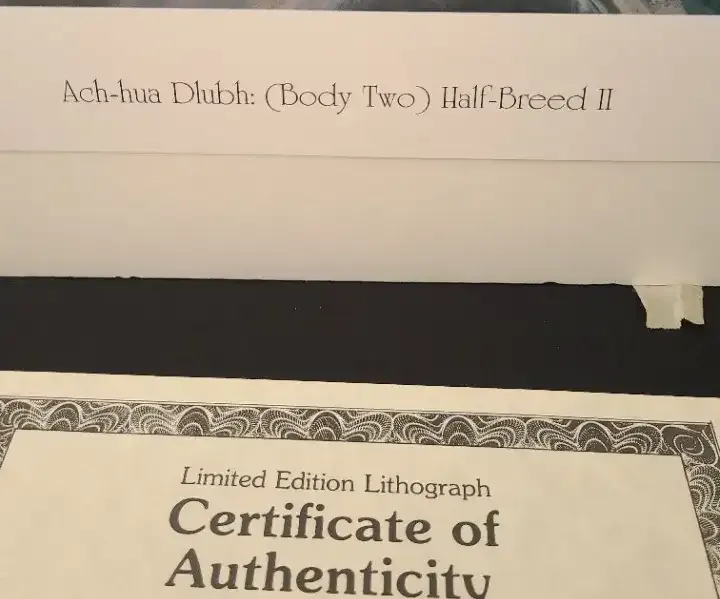 Ach-hua Dlubh: (Body Two) Half-Breed II
Limited Edition Lithograph
Certificate of
Authenticity